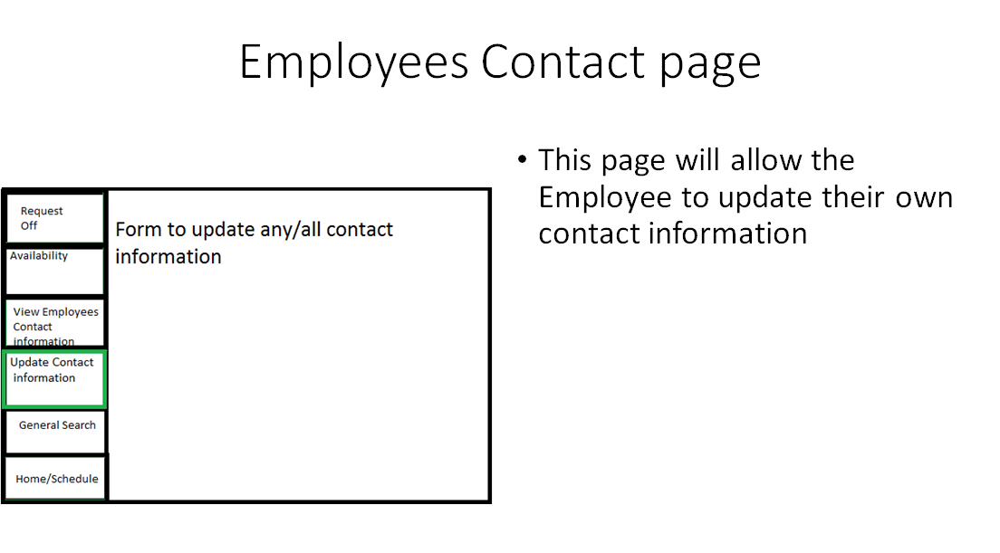 Employees Contact page
Request
Off
Availability
View Employees
Contact
information
Update Contact
information
General Search
Home/Schedule
Form to update any/all contact
information
• This page will allow the
Employee to update their own
contact information